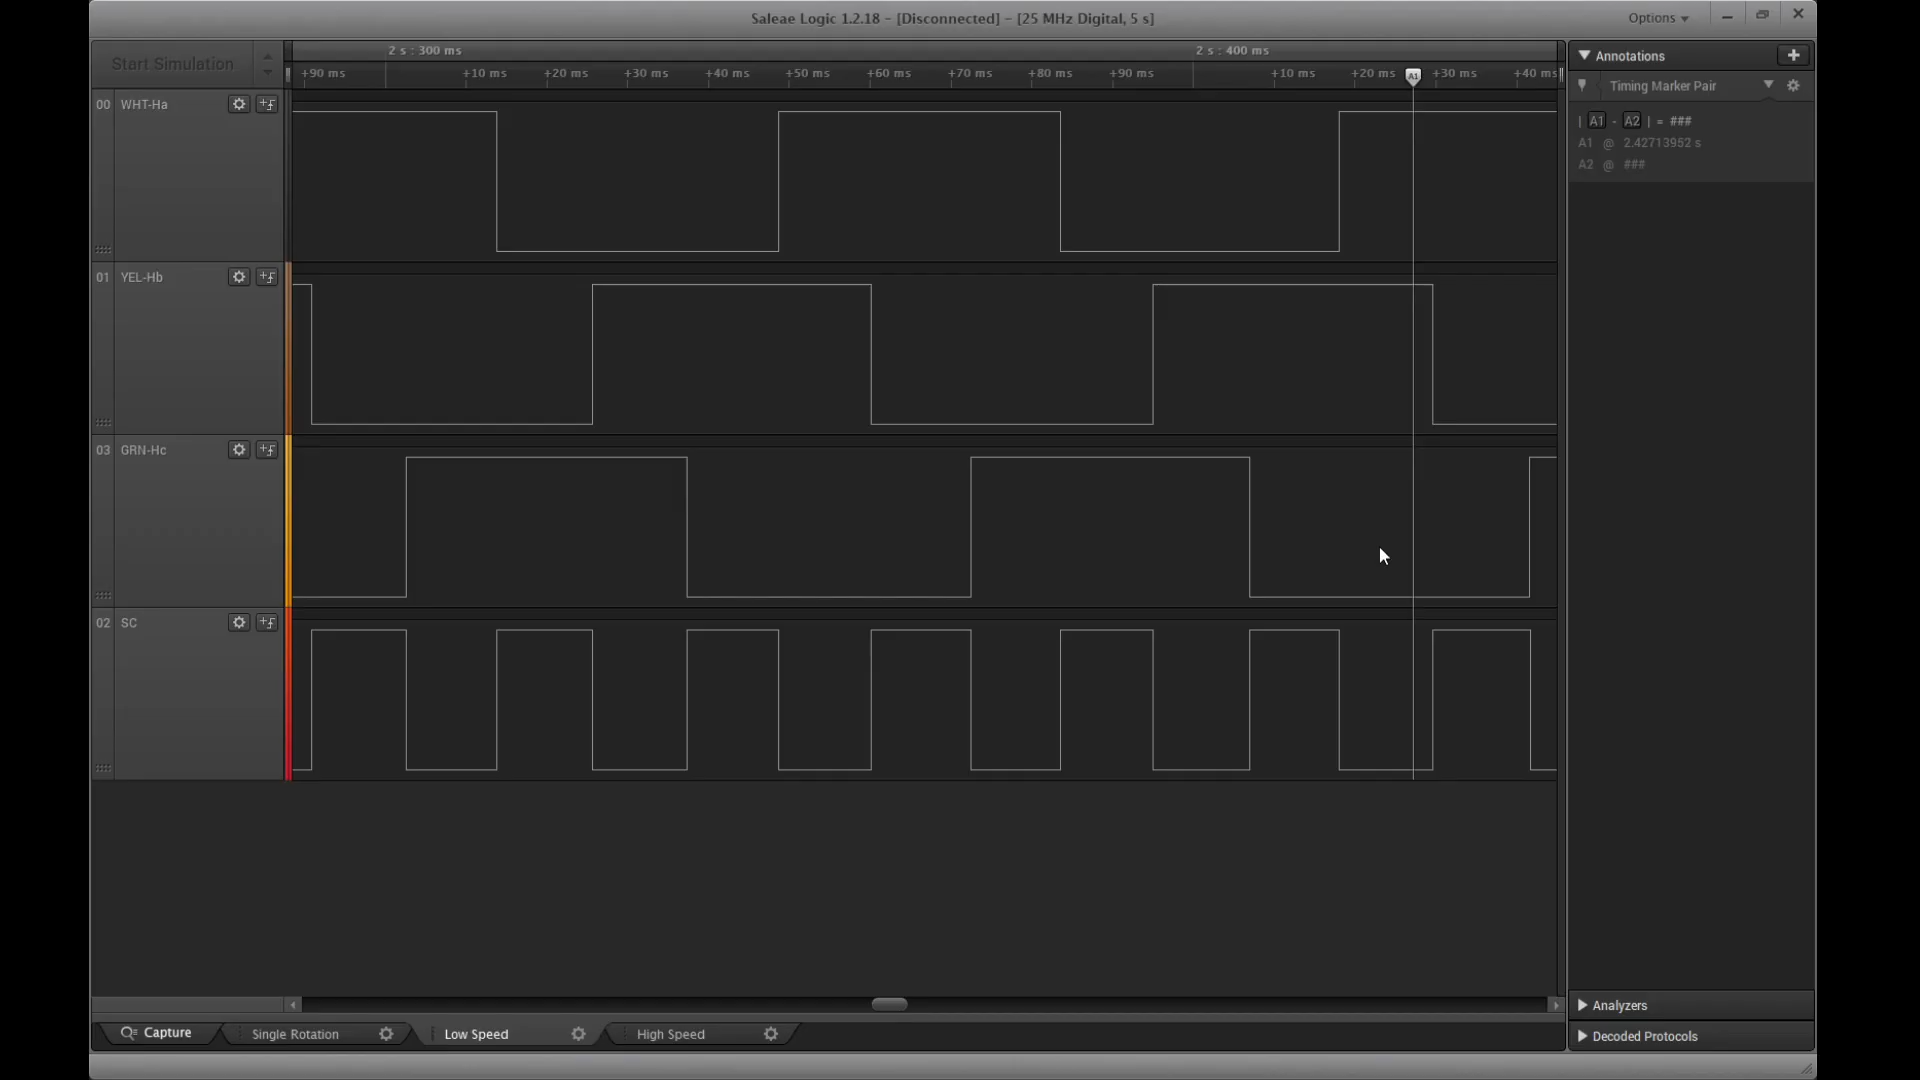 Saleae Logic 1.2.18 - [Disconnected] - [25 MHz Digital, 5 s]
Options
Start Simulation
2 s : 300 ms
2 s : 400 ms
+90 ms +10 ms +20 ms +30 ms +40 ms +50 ms +60 ms +70 ms +80 ms +90 ms +10 ms +20 ms A1 +30 ms +40 ms
Annotations
Timing Marker Pair
| A1 - A2 | = ###
A1 @ 2.42713952 s
A2 @ ###
00 WHT-Ha
01 YEL-Hb
03 GRN-Hc
02 SC
Analyzers
Decoded Protocols
Capture
Single Rotation
Low Speed
High Speed